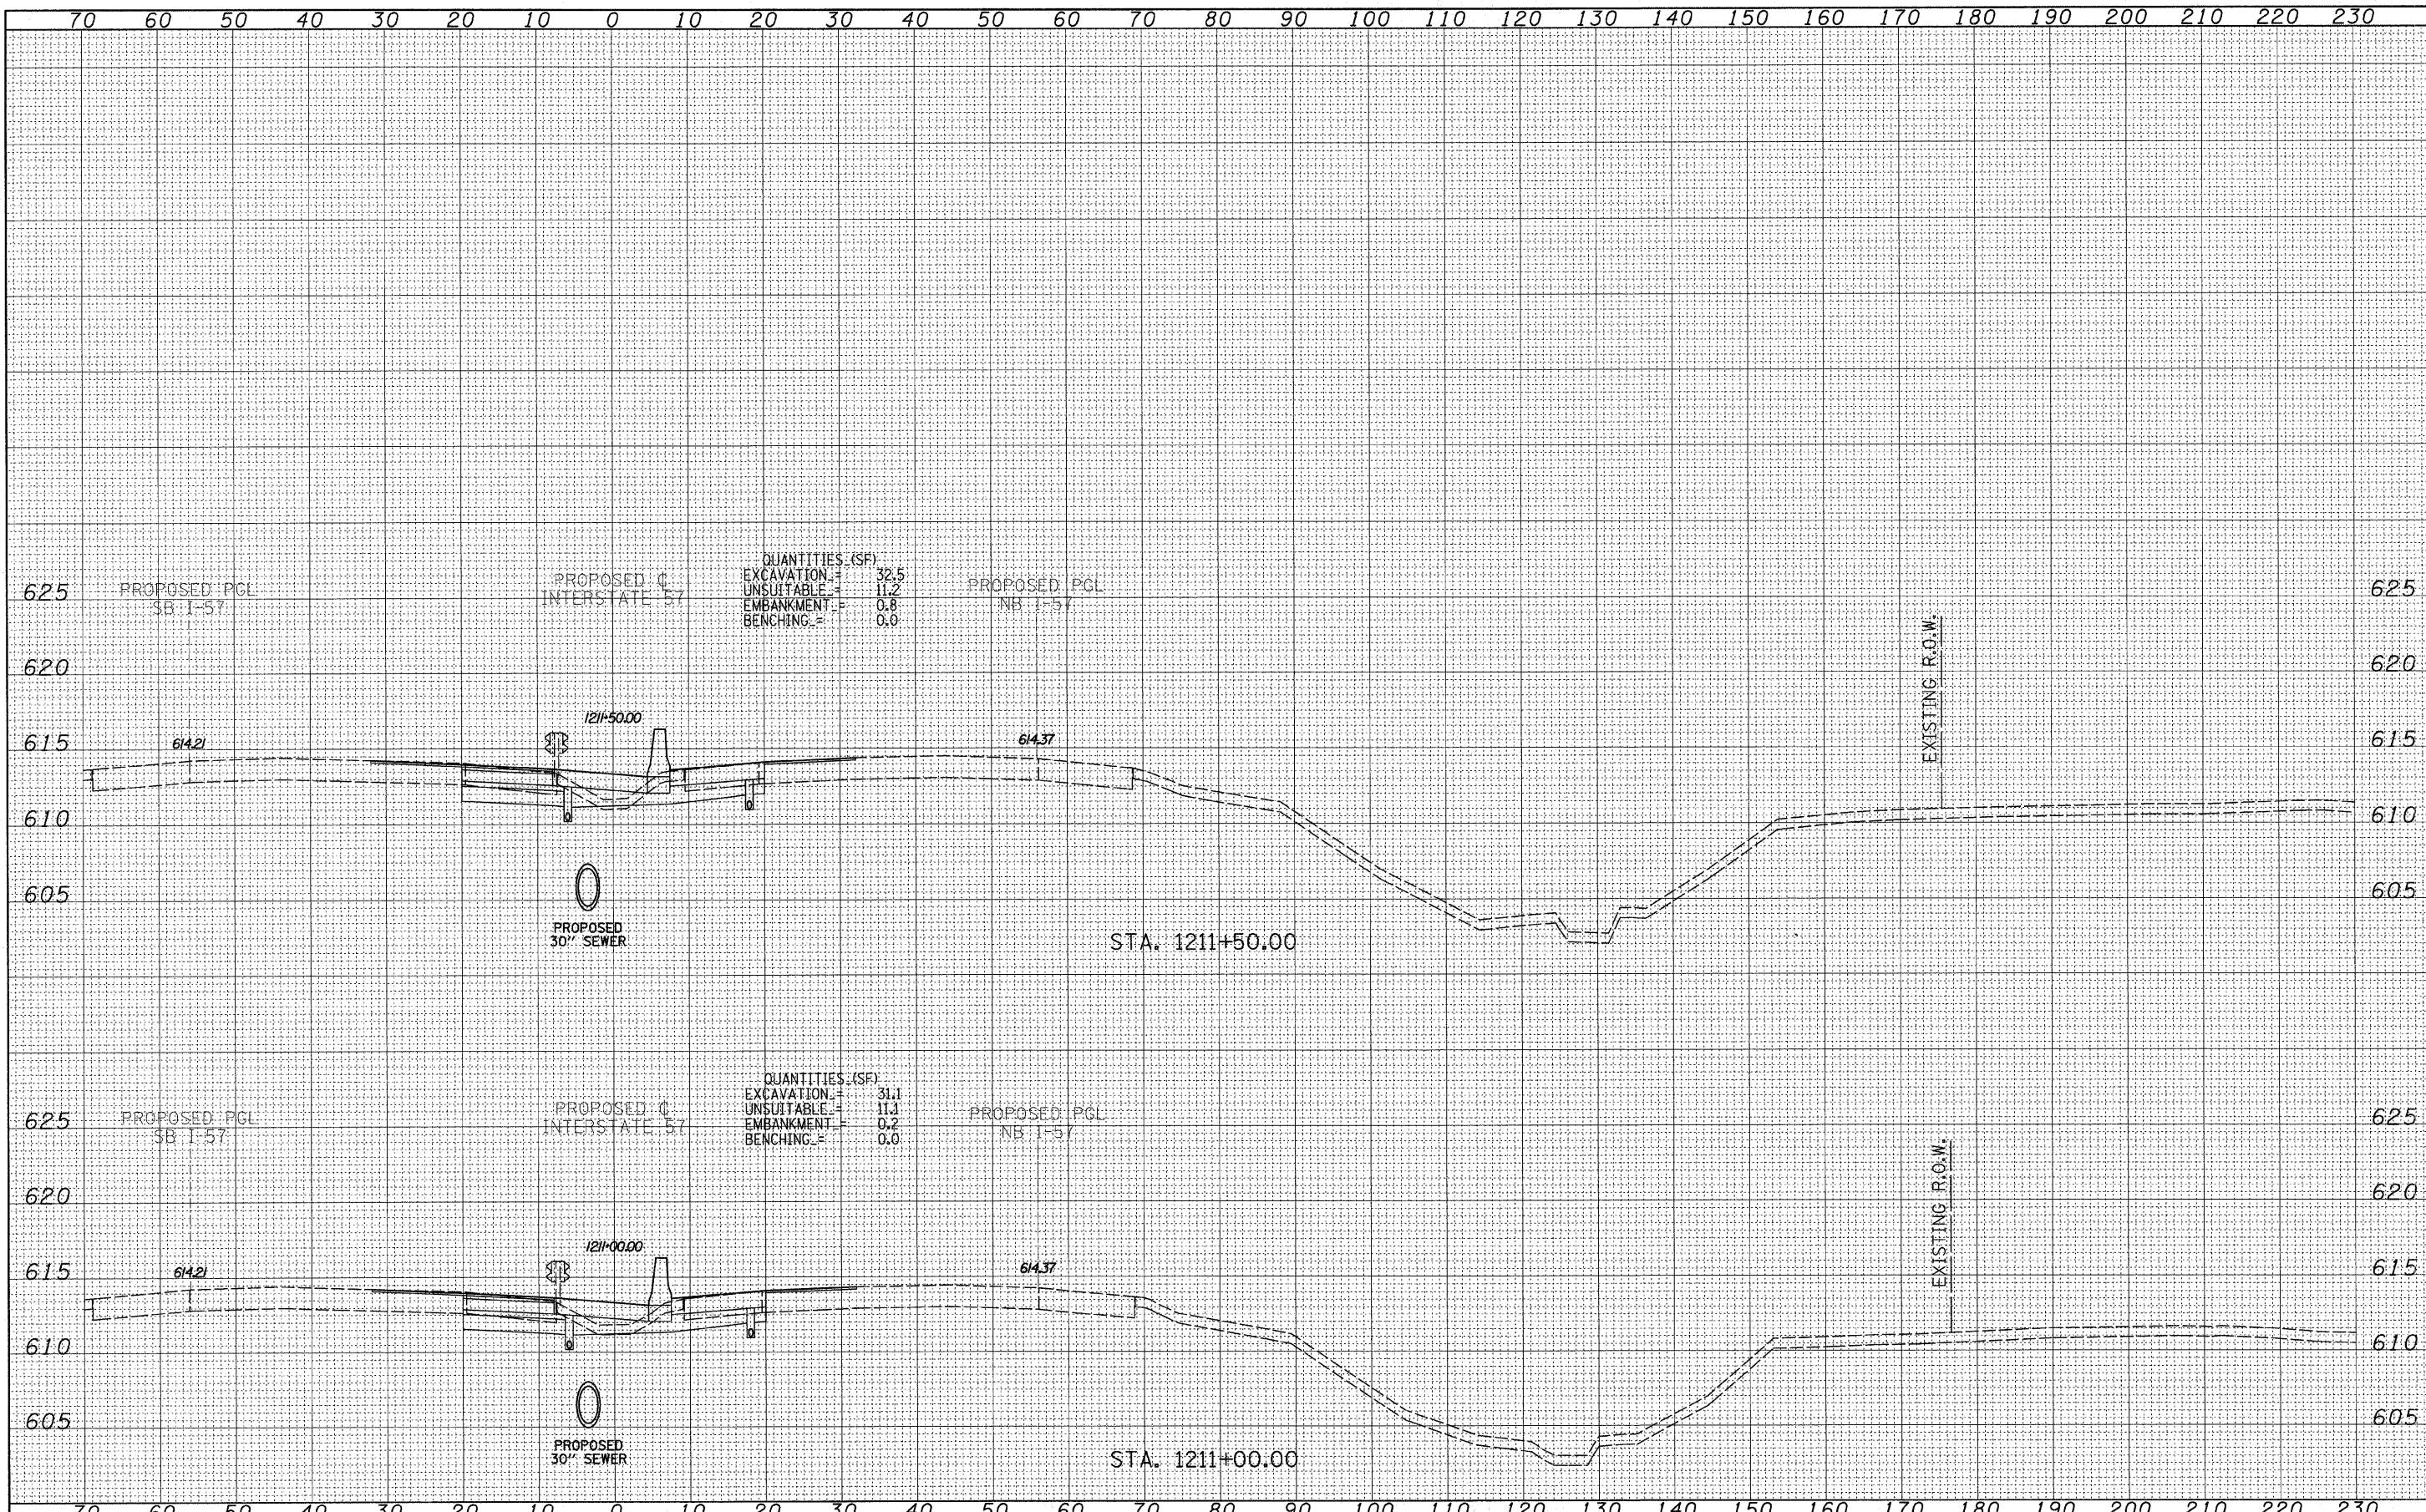 70 60 50 40 30 20 10 0 10 20 30 40 50 60 70 80 90 100 110 120 130 140 150 160 170 180 190 200 210 220 230
QUANTITIES (SF)
EXCAVATION = 32.5
UNSUITABLE = 11.2
EMBANKMENT = 0.8
BENCHING = 0.0
PROPOSED PGL
SB I-57
PROPOSED ℄
INTERSTATE 57
PROPOSED PGL
NB I-57
625 625
620 620
EXISTING R.O.W.
1211+50.00
615 614.21 614.37 615
610 610
605 605
PROPOSED
30" SEWER
STA. 1211+50.00
QUANTITIES (SF)
EXCAVATION = 31.1
UNSUITABLE = 11.1
EMBANKMENT = 0.2
BENCHING = 0.0
PROPOSED PGL
SB I-57
PROPOSED ℄
INTERSTATE 57
PROPOSED PGL
NB I-57
625 625
620 620
EXISTING R.O.W.
1211+00.00
615 614.21 614.37 615
610 610
605 605
PROPOSED
30" SEWER
STA. 1211+00.00
70 60 50 40 30 20 10 0 10 20 30 40 50 60 70 80 90 100 110 120 130 140 150 160 170 180 190 200 210 220 230